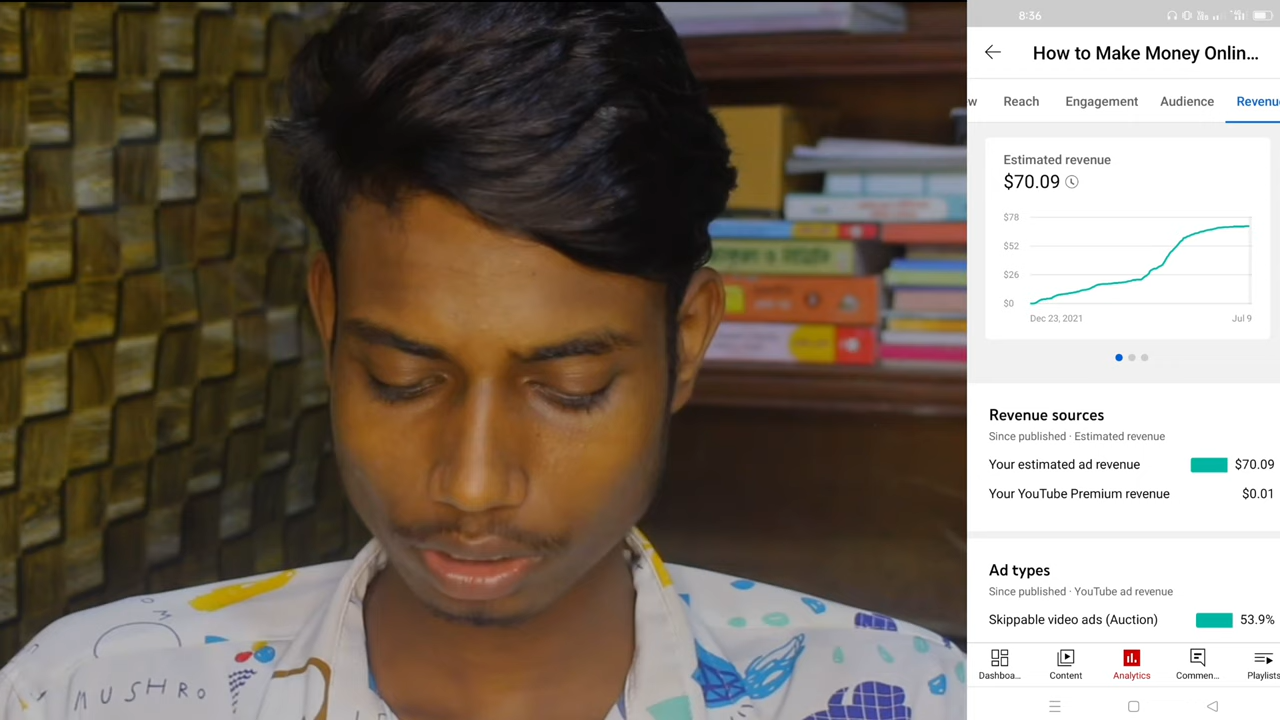 MUSHRO
8:36
How to Make Money Onlin...
w Reach Engagement Audience Revenu
Estimated revenue
$70.09
$78
$52
$26
$0
Dec 23, 2021 Jul 9
Revenue sources
Since published · Estimated revenue
Your estimated ad revenue $70.09
Your YouTube Premium revenue $0.01
Ad types
Since published · YouTube ad revenue
Skippable video ads (Auction) 53.9%
Dashboa... Content Analytics Commen... Playlists